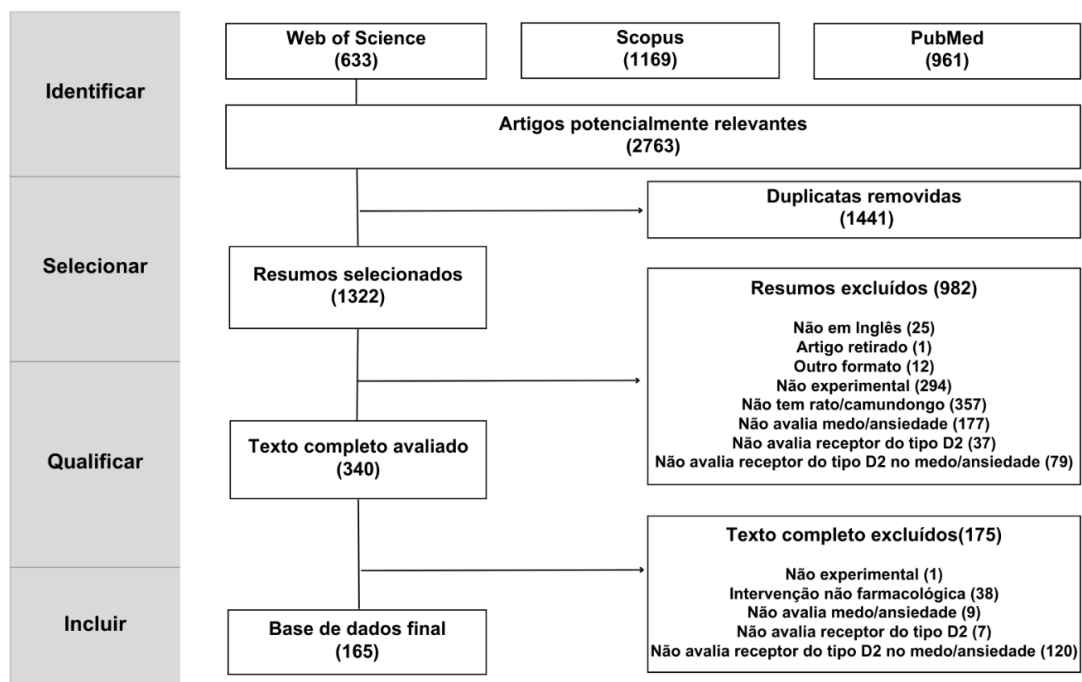 Identificar
Web of Science
(633)
Scopus
(1169)
PubMed
(961)
Artigos potencialmente relevantes
(2763)
Selecionar
Duplicatas removidas
(1441)
Resumos selecionados
(1322)
Resumos excluídos (982)
Não em Inglês (25)
Artigo retirado (1)
Outro formato (12)
Não experimental (294)
Não tem rato/camundongo (357)
Não avalia medo/ansiedade (177)
Não avalia receptor do tipo D2 (37)
Não avalia receptor do tipo D2 no medo/ansiedade (79)
Qualificar
Texto completo avaliado
(340)
Texto completo excluídos(175)
Não experimental (1)
Intervenção não farmacológica (38)
Não avalia medo/ansiedade (9)
Não avalia receptor do tipo D2 (7)
Não avalia receptor do tipo D2 no medo/ansiedade (120)
Incluir
Base de dados final
(165)